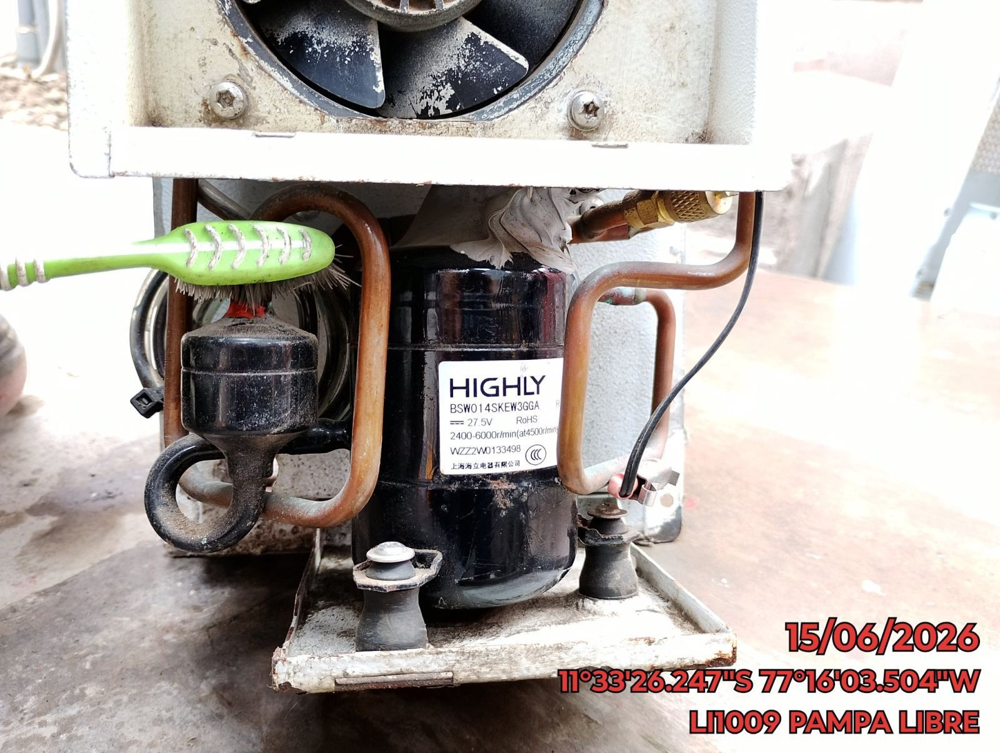 HIGHLY
BSW014SKEW3GGA R
27.5V RoHS
2400-6000r/min(at4500r/min
WZZ2W0133498 CCC
上海海立电器有限公司
15/06/2026
11°33'26.247"S 77°16'03.504"W
LI1009 PAMPA LIBRE